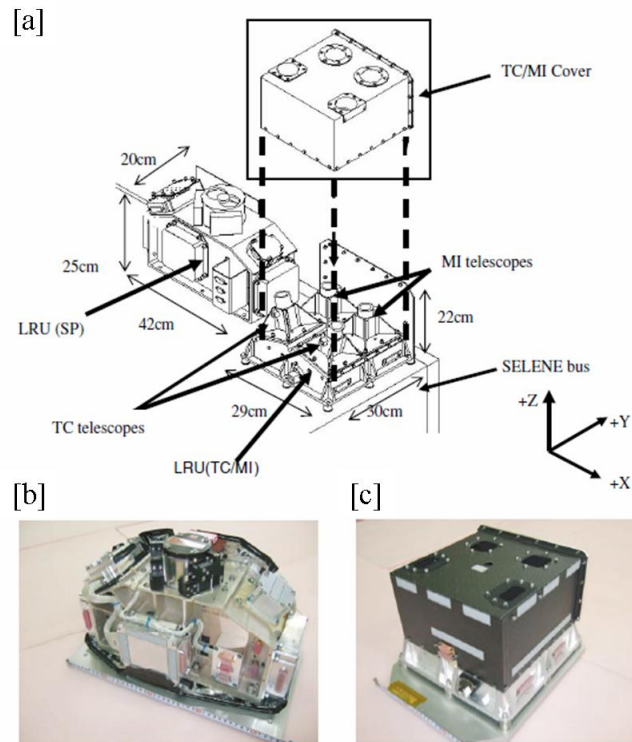 [a]
TC/MI Cover
20cm
25cm
MI telescopes
LRU (SP)
42cm
22cm
SELENE bus
29cm
30cm
+Z
+Y
TC telescopes
LRU(TC/MI)
+X
[b]
[c]